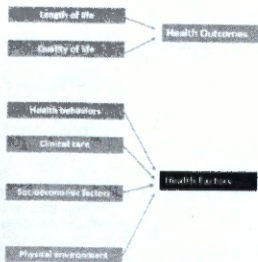 Length of life
Quality of life
Health Outcomes
Health behaviors
Clinical care
Socioeconomic factors
Health Factors
Physical environment